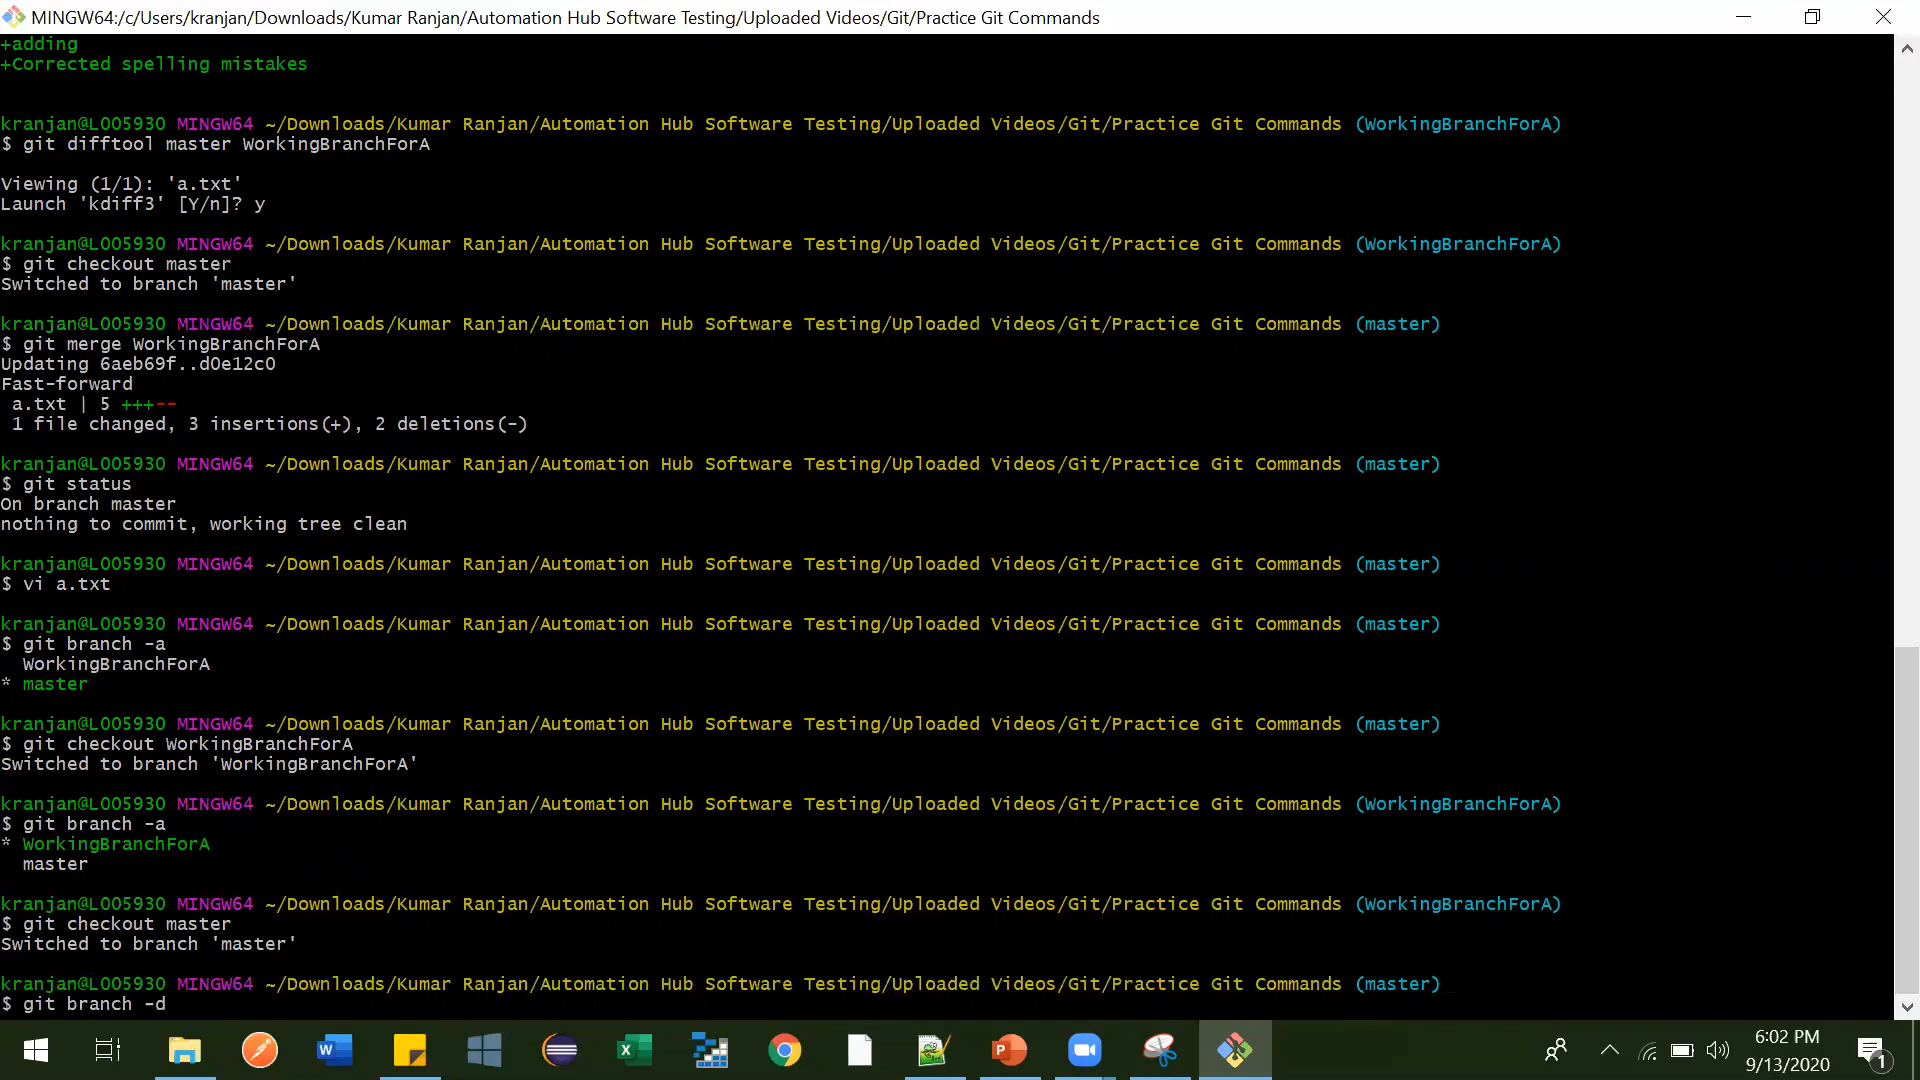 MINGW64:/c/Users/kranjan/Downloads/Kumar Ranjan/Automation Hub Software Testing/Uploaded Videos/Git/Practice Git Commands
+adding
+Corrected spelling mistakes
kranjan@L005930 MINGW64 ~/Downloads/Kumar Ranjan/Automation Hub Software Testing/Uploaded Videos/Git/Practice Git Commands (WorkingBranchForA)
$ git difftool master WorkingBranchForA
Viewing (1/1): 'a.txt'
Launch 'kdiff3' [Y/n]? y
kranjan@L005930 MINGW64 ~/Downloads/Kumar Ranjan/Automation Hub Software Testing/Uploaded Videos/Git/Practice Git Commands (WorkingBranchForA)
$ git checkout master
Switched to branch 'master'
kranjan@L005930 MINGW64 ~/Downloads/Kumar Ranjan/Automation Hub Software Testing/Uploaded Videos/Git/Practice Git Commands (master)
$ git merge WorkingBranchForA
Updating 6aeb69f..d0e12c0
Fast-forward
a.txt | 5 +++--
1 file changed, 3 insertions(+), 2 deletions(-)
kranjan@L005930 MINGW64 ~/Downloads/Kumar Ranjan/Automation Hub Software Testing/Uploaded Videos/Git/Practice Git Commands (master)
$ git status
On branch master
nothing to commit, working tree clean
kranjan@L005930 MINGW64 ~/Downloads/Kumar Ranjan/Automation Hub Software Testing/Uploaded Videos/Git/Practice Git Commands (master)
$ vi a.txt
kranjan@L005930 MINGW64 ~/Downloads/Kumar Ranjan/Automation Hub Software Testing/Uploaded Videos/Git/Practice Git Commands (master)
$ git branch -a
WorkingBranchForA
* master
kranjan@L005930 MINGW64 ~/Downloads/Kumar Ranjan/Automation Hub Software Testing/Uploaded Videos/Git/Practice Git Commands (master)
$ git checkout WorkingBranchForA
Switched to branch 'WorkingBranchForA'
kranjan@L005930 MINGW64 ~/Downloads/Kumar Ranjan/Automation Hub Software Testing/Uploaded Videos/Git/Practice Git Commands (WorkingBranchForA)
$ git branch -a
* WorkingBranchForA
master
kranjan@L005930 MINGW64 ~/Downloads/Kumar Ranjan/Automation Hub Software Testing/Uploaded Videos/Git/Practice Git Commands (WorkingBranchForA)
$ git checkout master
Switched to branch 'master'
kranjan@L005930 MINGW64 ~/Downloads/Kumar Ranjan/Automation Hub Software Testing/Uploaded Videos/Git/Practice Git Commands (master)
$ git branch -d
6:02 PM
9/13/2020
1